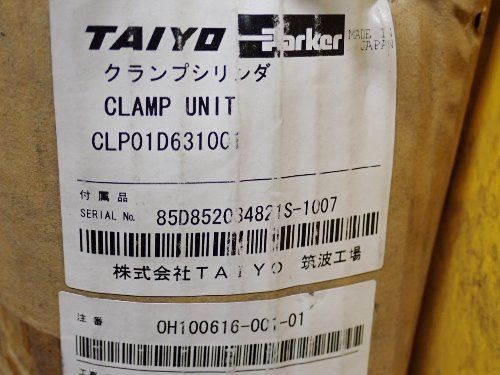 TAIYO Parker MADE IN JAPAN
クランプシリンダ
CLAMP UNIT
CLP01D631001
付属品
SERIAL No. 85D852034821S-1007
株式会社TAIYO 筑波工場
注番 OH100616-001-01